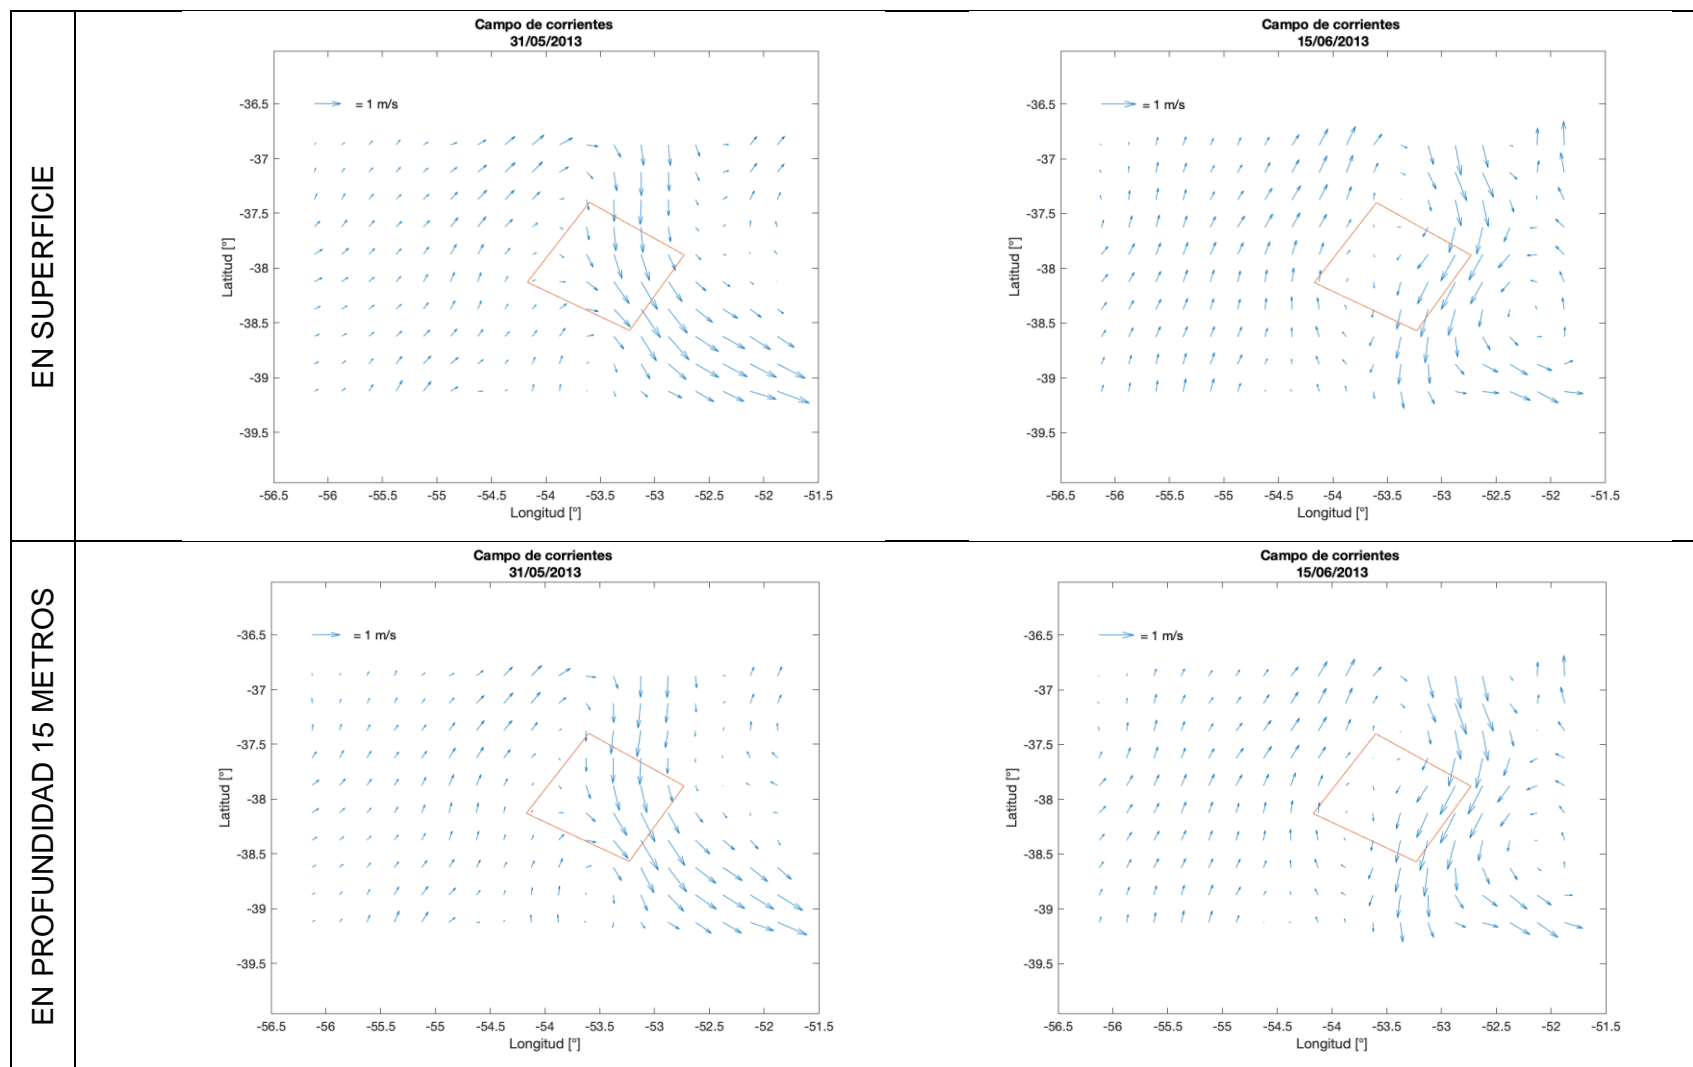 EN SUPERFICIE
Campo de corrientes
31/05/2013
= 1 m/s
-36.5
-37
-37.5
-38
-38.5
-39
-39.5
Latitud [°]
-56.5 -56 -55.5 -55 -54.5 -54 -53.5 -53 -52.5 -52 -51.5
Longitud [°]
Campo de corrientes
15/06/2013
= 1 m/s
-36.5
-37
-37.5
-38
-38.5
-39
-39.5
Latitud [°]
-56.5 -56 -55.5 -55 -54.5 -54 -53.5 -53 -52.5 -52 -51.5
Longitud [°]
EN PROFUNDIDAD 15 METROS
Campo de corrientes
31/05/2013
= 1 m/s
-36.5
-37
-37.5
-38
-38.5
-39
-39.5
Latitud [°]
-56.5 -56 -55.5 -55 -54.5 -54 -53.5 -53 -52.5 -52 -51.5
Longitud [°]
Campo de corrientes
15/06/2013
= 1 m/s
-36.5
-37
-37.5
-38
-38.5
-39
-39.5
Latitud [°]
-56.5 -56 -55.5 -55 -54.5 -54 -53.5 -53 -52.5 -52 -51.5
Longitud [°]